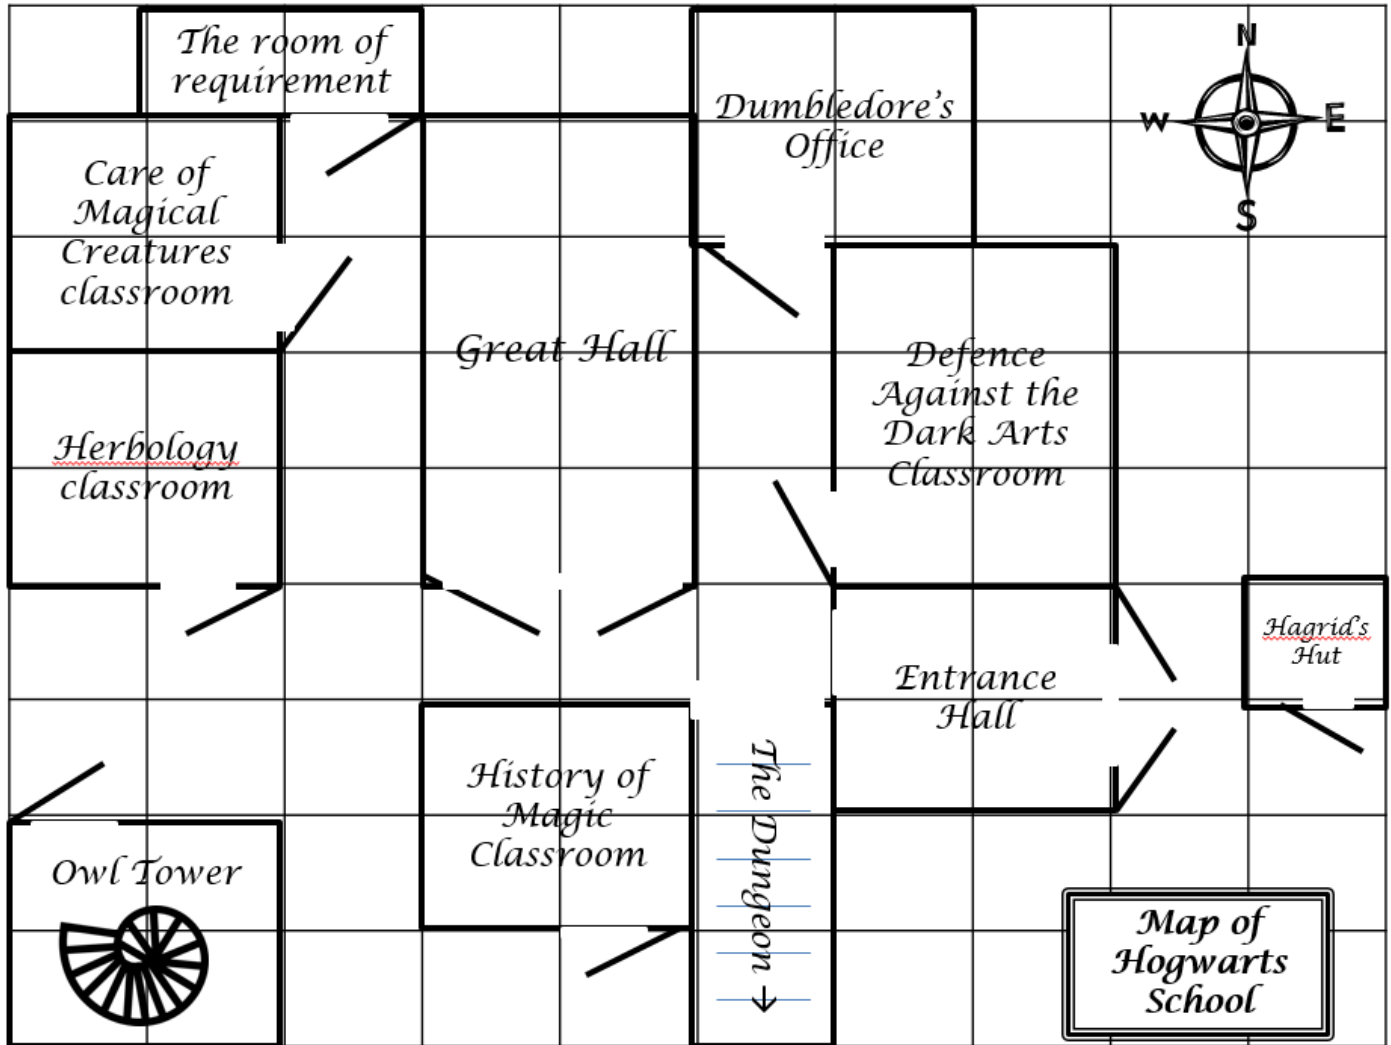 The room of
requirement
Dumbledore's
Office
N
W
E
S
Care of
Magical
Creatures
classroom
Great Hall
Defence
Against the
Dark Arts
Classroom
Herbology
classroom
Hagrid's
Hut
Entrance
Hall
History of
Magic
Classroom
The Dungeon →
Owl Tower
Map of
Hogwarts
School